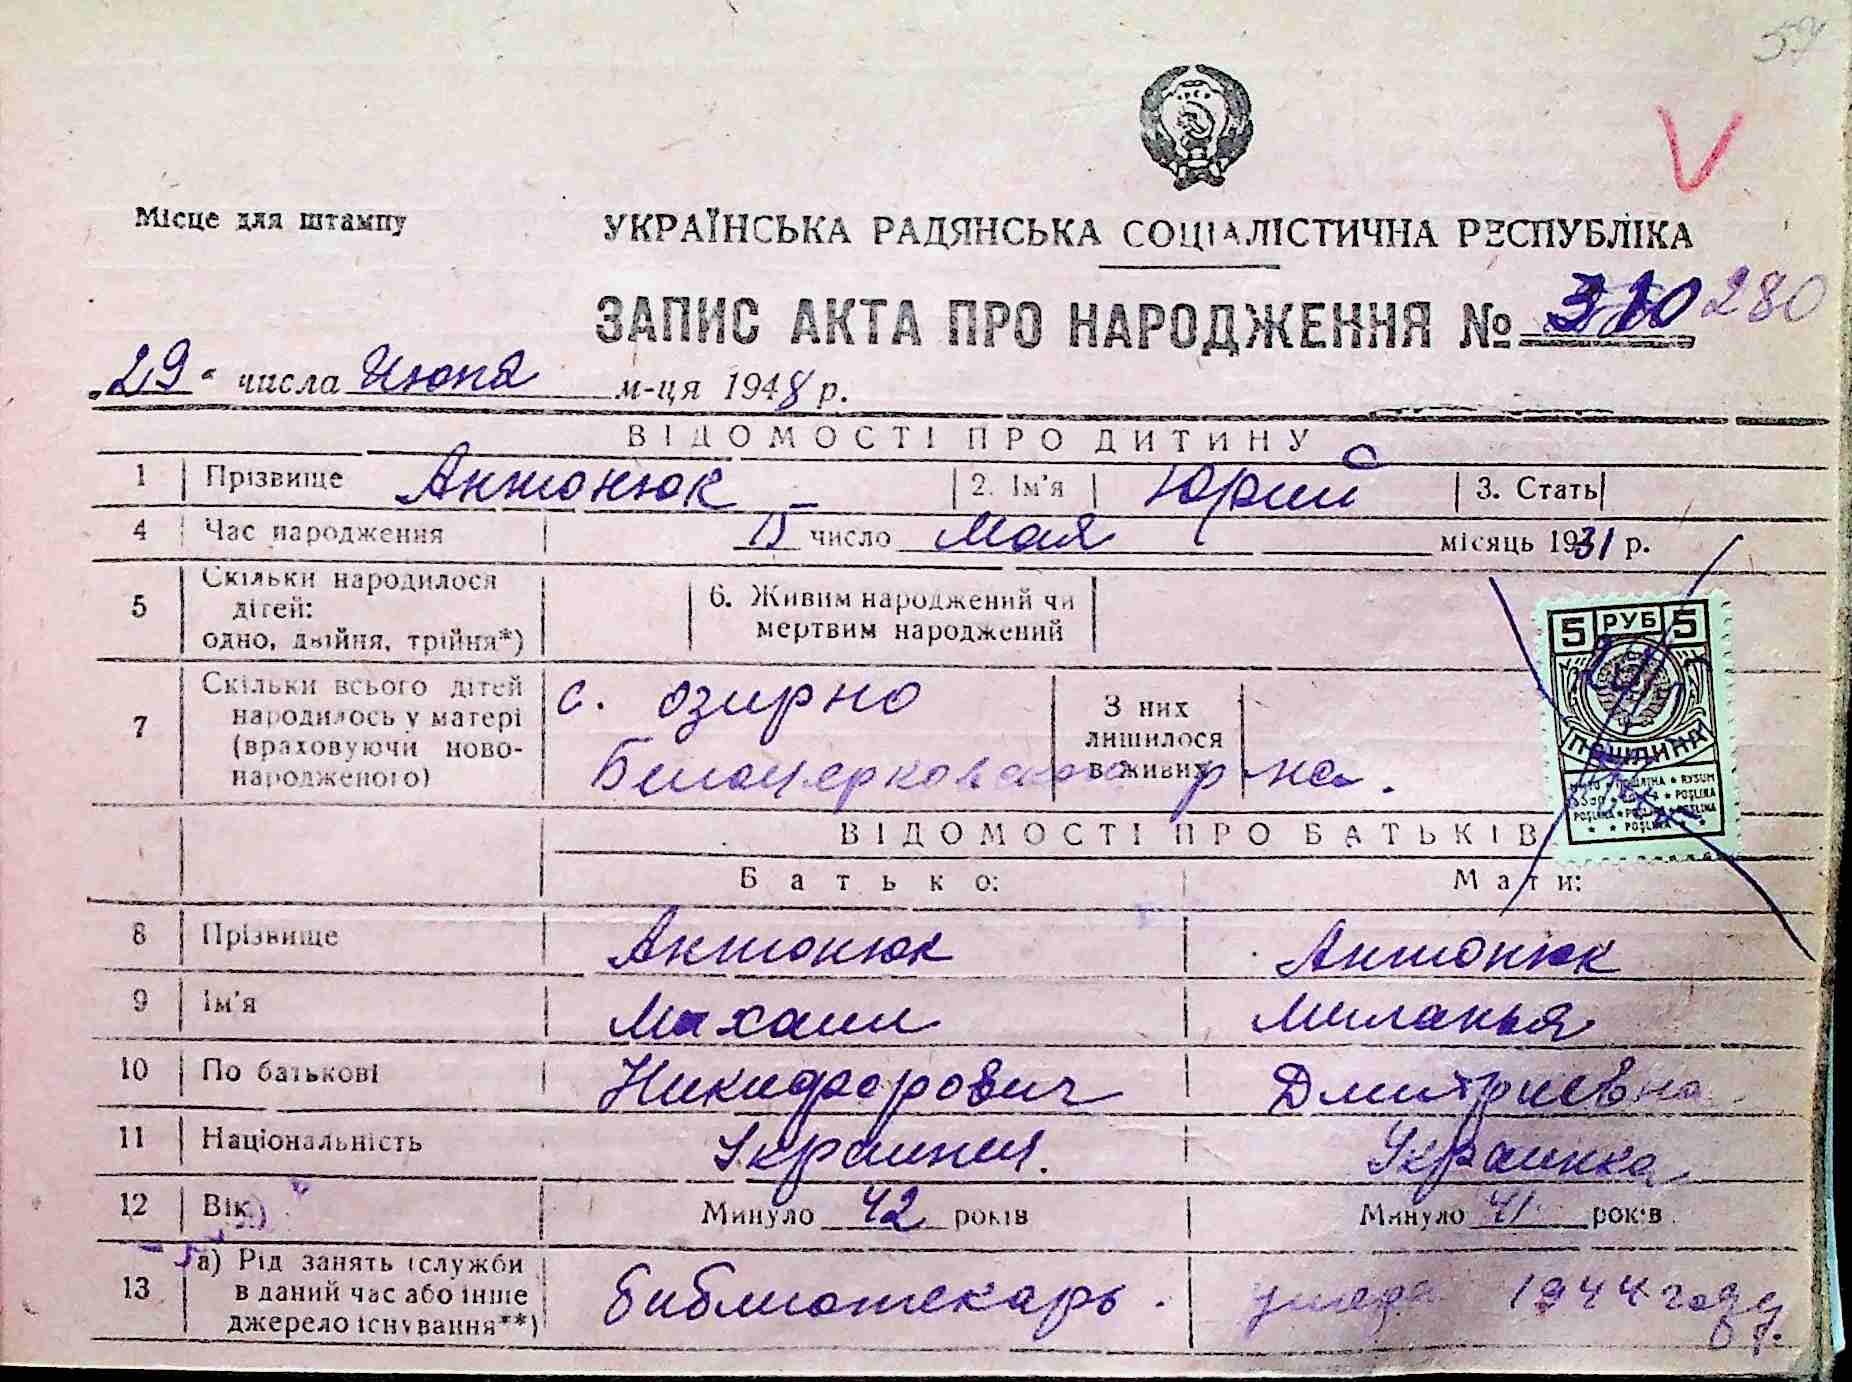 57
Місце для штампу
УКРАЇНСЬКА РАДЯНСЬКА СОЦІАЛІСТИЧНА РЕСПУБЛІКА
ЗАПИС АКТА ПРО НАРОДЖЕННЯ № 310 280
„29“ числа Июня м-ця 1948 р.
ВІДОМОСТІ ПРО ДИТИНУ
1 Прізвище Антонюк 2. Ім'я Юрий 3. Стать
4 Час народження 15 число Мая місяць 1931 р.
5 Скільки народилося дітей: одно, двійня, трійня*) 6. Живим народжений чи мертвим народжений
7 Скільки всього дітей народилось у матері (враховуючи новонародженого) с. Озирно З них лишилося в живих
Белоцерковского р-на.
5 РУБ 5
ПОШЛИНА
ВІДОМОСТІ ПРО БАТЬКІВ
Батько: Мати:
8 Прізвище Антонюк Антонюк
9 Ім'я Михаил Миланья
10 По батькові Никифорович Дмитриевна
11 Національність Украинец. Украинка
12 Вік*) Минуло 42 років Минуло 41 років
13 а) Рід занять (служби в даний час або інше джерело існування**) библиотекарь. 1944 году.